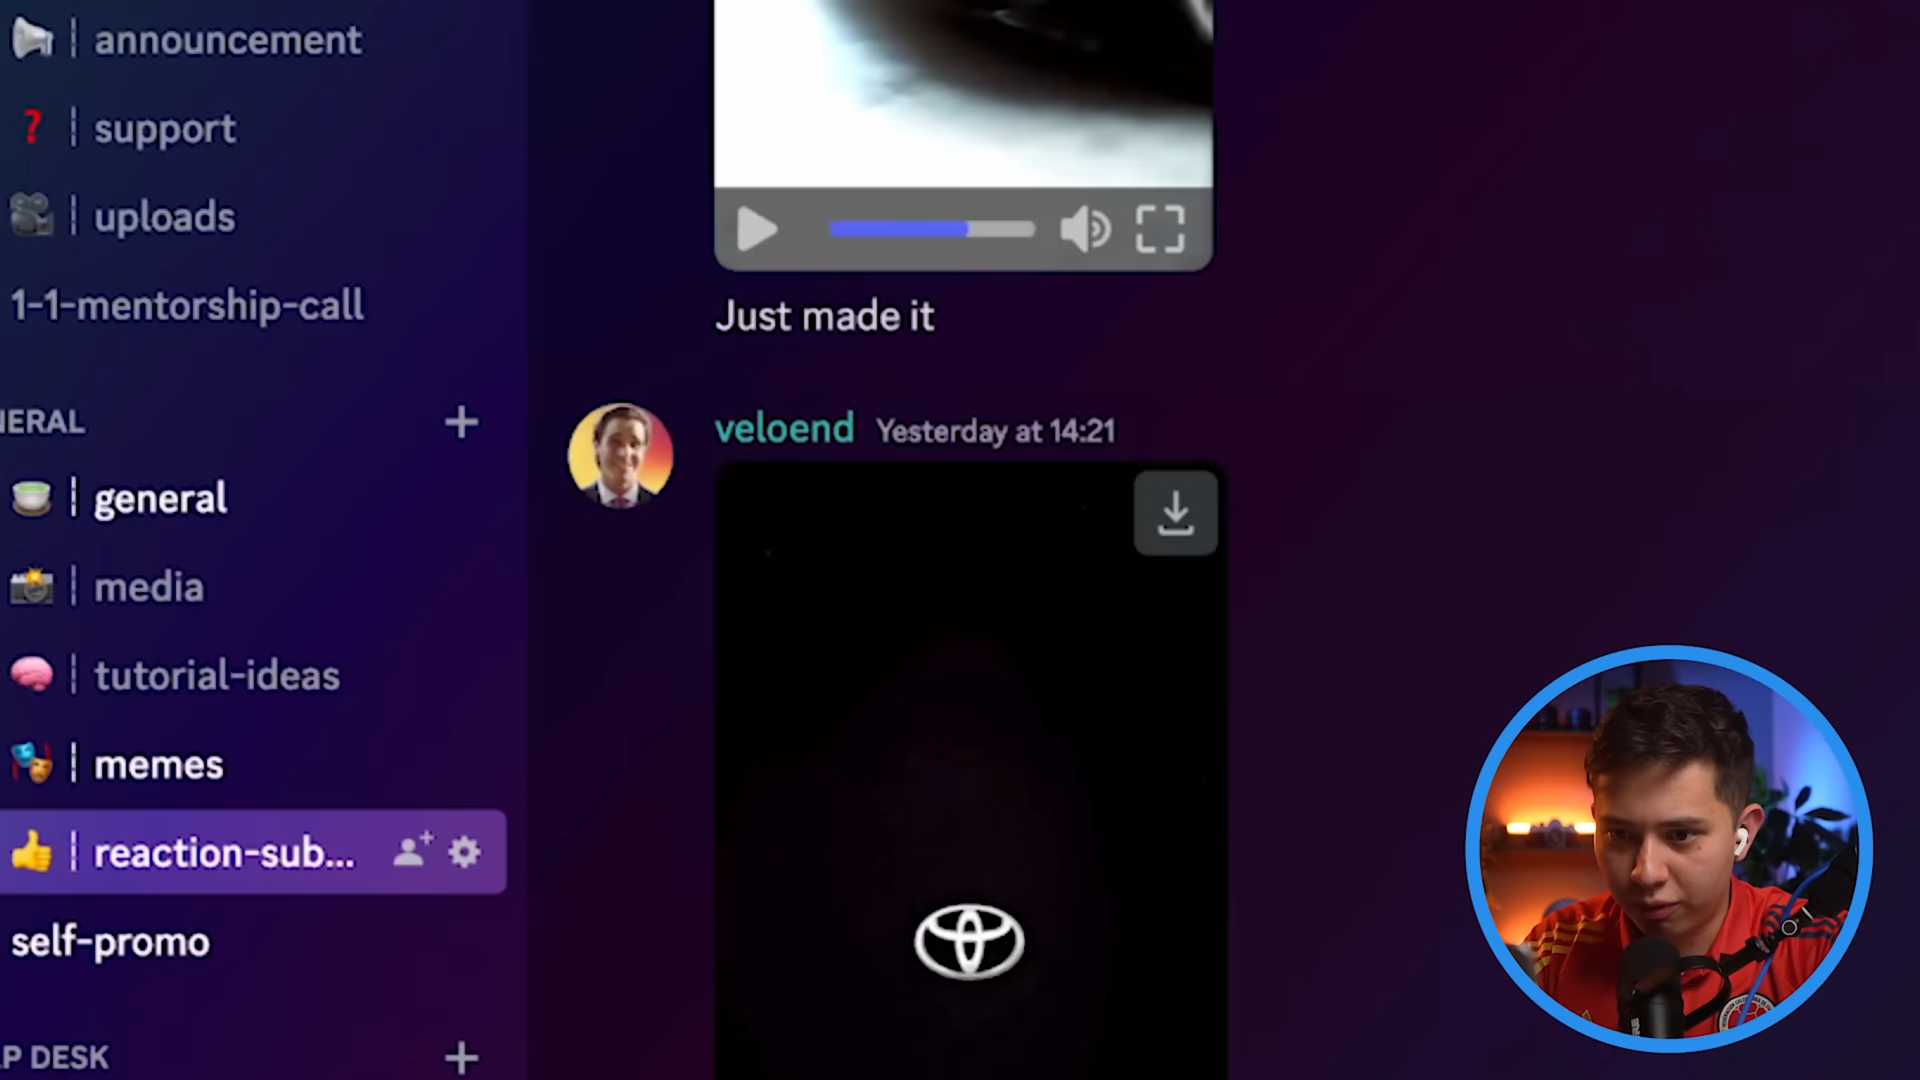 announcement
support
uploads
1-1-mentorship-call
NERAL
general
media
tutorial-ideas
memes
reaction-sub...
self-promo
P DESK
Just made it
veloend Yesterday at 14:21